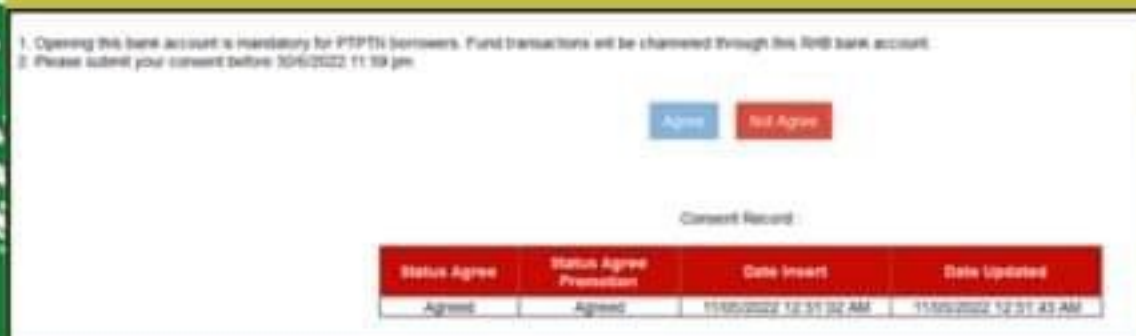 1. Opening this bank account is mandatory for PTPTN borrowers. Fund transactions will be channeled through this RHB bank account.
2. Please submit your consent before 30/6/2022 11:59 pm
Agree Not Agree
Consent Record :
Status Agree Status Agree Promotion Date Insert Date Updated
Agreed Agreed 11/05/2022 12:51:02 AM 11/05/2022 12:51:43 AM